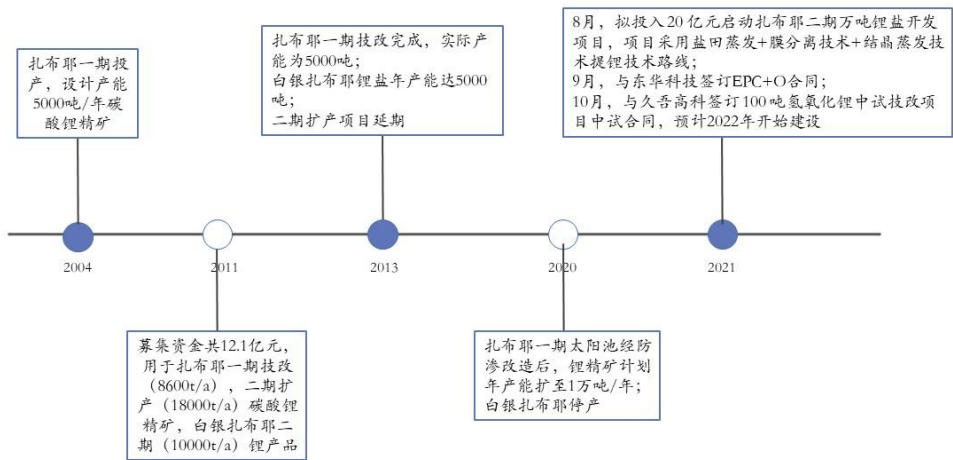 扎布耶一期投
产，设计产能
5000吨/年碳
酸锂精矿
扎布耶一期技改完成，实际产
能为5000吨；
白银扎布耶锂盐年产能达5000
吨；
二期扩产项目延期
8月，拟投入20亿元启动扎布耶二期万吨锂盐开发
项目，项目采用盐田蒸发+膜分离技术+结晶蒸发技
术提锂技术路线；
9月，与东华科技签订EPC+O合同；
10月，与久吾高科签订100吨氢氧化锂中试技改项
目中试合同，预计2022年开始建设
2004
2011
2013
2020
2021
募集资金共12.1亿元，
用于扎布耶一期技改
（8600t/a），二期扩
产（18000t/a）碳酸锂
精矿，白银扎布耶二
期（10000t/a）锂产品
扎布耶一期太阳池经防
渗改造后，锂精矿计划
年产能扩至1万吨/年；
白银扎布耶停产